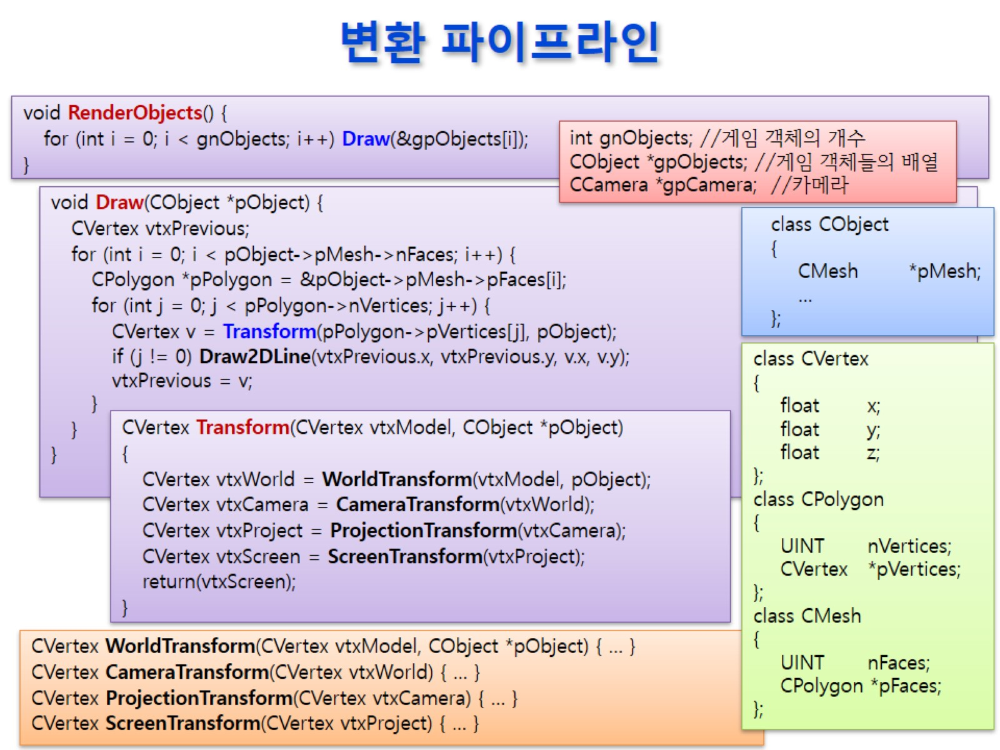 변환 파이프라인
void RenderObjects() {
for (int i = 0; i < gnObjects; i++) Draw(&gpObjects[i]);
}
int gnObjects; //게임 객체의 개수
CObject *gpObjects; //게임 객체들의 배열
CCamera *gpCamera; //카메라
void Draw(CObject *pObject) {
CVertex vtxPrevious;
for (int i = 0; i < pObject->pMesh->nFaces; i++) {
CPolygon *pPolygon = &pObject->pMesh->pFaces[i];
for (int j = 0; j < pPolygon->nVertices; j++) {
CVertex v = Transform(pPolygon->pVertices[j], pObject);
if (j != 0) Draw2DLine(vtxPrevious.x, vtxPrevious.y, v.x, v.y);
vtxPrevious = v;
}
}
}
class CObject
{
CMesh *pMesh;
...
};
CVertex Transform(CVertex vtxModel, CObject *pObject)
{
CVertex vtxWorld = WorldTransform(vtxModel, pObject);
CVertex vtxCamera = CameraTransform(vtxWorld);
CVertex vtxProject = ProjectionTransform(vtxCamera);
CVertex vtxScreen = ScreenTransform(vtxProject);
return(vtxScreen);
}
class CVertex
{
float x;
float y;
float z;
};
class CPolygon
{
UINT nVertices;
CVertex *pVertices;
};
class CMesh
{
UINT nFaces;
CPolygon *pFaces;
};
CVertex WorldTransform(CVertex vtxModel, CObject *pObject) { ... }
CVertex CameraTransform(CVertex vtxWorld) { ... }
CVertex ProjectionTransform(CVertex vtxCamera) { ... }
CVertex ScreenTransform(CVertex vtxProject) { ... }